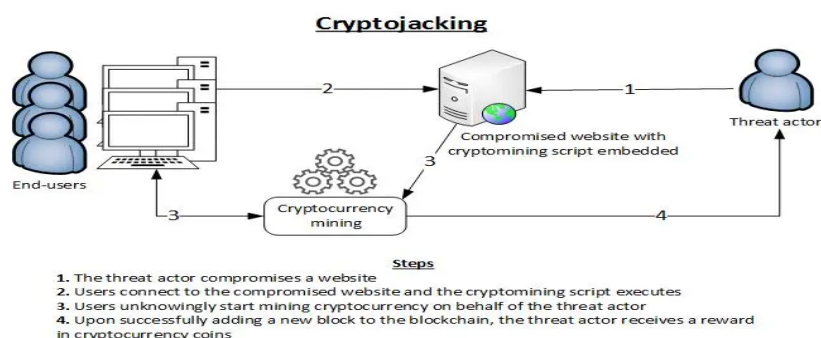 Cryptojacking
2
1
Threat actor
Compromised website with
cryptomining script embedded
3
End-users
3
Cryptocurrency
mining
4
Steps
1. The threat actor compromises a website
2. Users connect to the compromised website and the cryptomining script executes
3. Users unknowingly start mining cryptocurrency on behalf of the threat actor
4. Upon successfully adding a new block to the blockchain, the threat actor receives a reward
in cryptocurrency coins